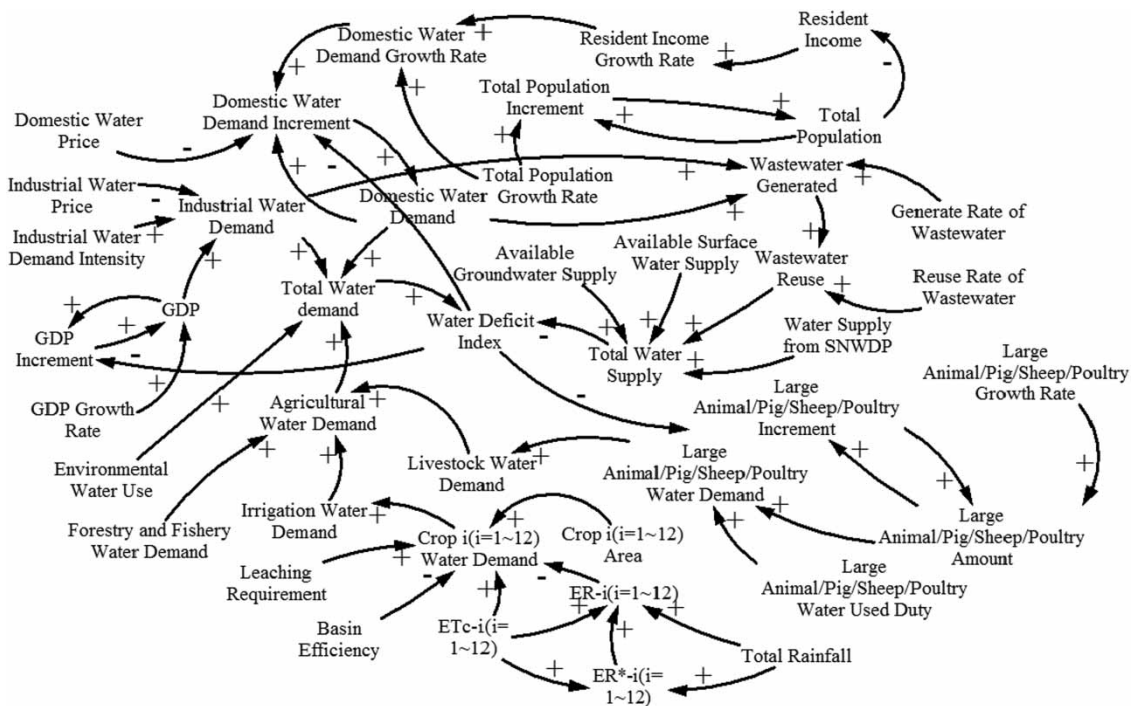 Resident
Income
Domestic Water
Demand Growth Rate
Resident Income
Growth Rate
Total Population
Increment
Domestic Water
Demand Increment
Total
Population
Domestic Water
Price
Wastewater
Generated
Total Population
Growth Rate
Industrial Water
Price
Industrial Water
Demand
Domestic Water
Demand
Generate Rate of
Wastewater
Industrial Water
Demand Intensity
Available
Groundwater Supply
Available Surface
Water Supply
Wastewater
Reuse
Reuse Rate of
Wastewater
GDP
Total Water
demand
Water Deficit
Index
GDP
Increment
Total Water
Supply
Water Supply
from SNWDP
Large
Animal/Pig/Sheep/Poultry
Growth Rate
Large
Animal/Pig/Sheep/Poultry
Increment
GDP Growth
Rate
Agricultural
Water Demand
Environmental
Water Use
Livestock Water
Demand
Large
Animal/Pig/Sheep/Poultry
Water Demand
Forestry and Fishery
Water Demand
Irrigation Water
Demand
Crop i(i=1~12)
Water Demand
Crop i(i=1~12)
Area
Large
Animal/Pig/Sheep/Poultry
Amount
Leaching
Requirement
Large
Animal/Pig/Sheep/Poultry
Water Used Duty
ER-i(i=1~12)
Basin
Efficiency
ETc-i(i=
1~12)
Total Rainfall
ER*-i(i=
1~12)